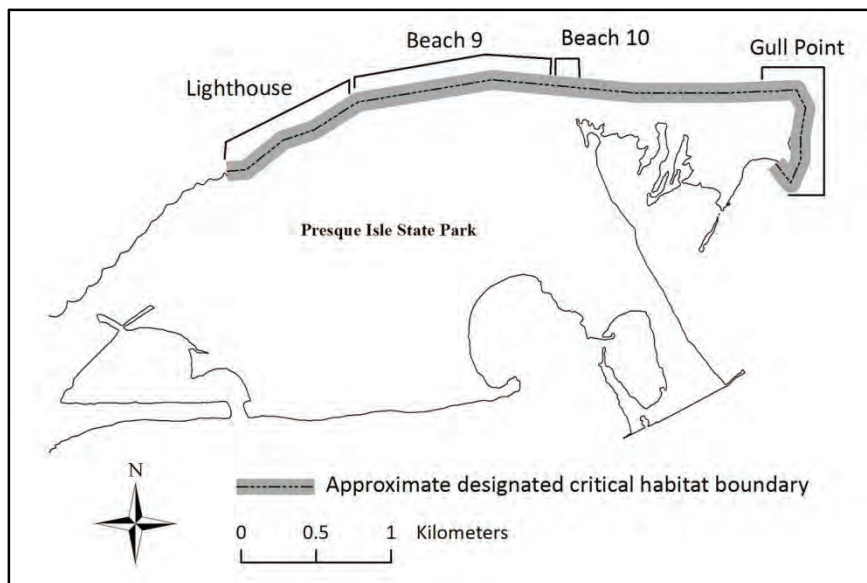 Beach 9
Beach 10
Gull Point
Lighthouse
Presque Isle State Park
N
Approximate designated critical habitat boundary
0 0.5 1 Kilometers